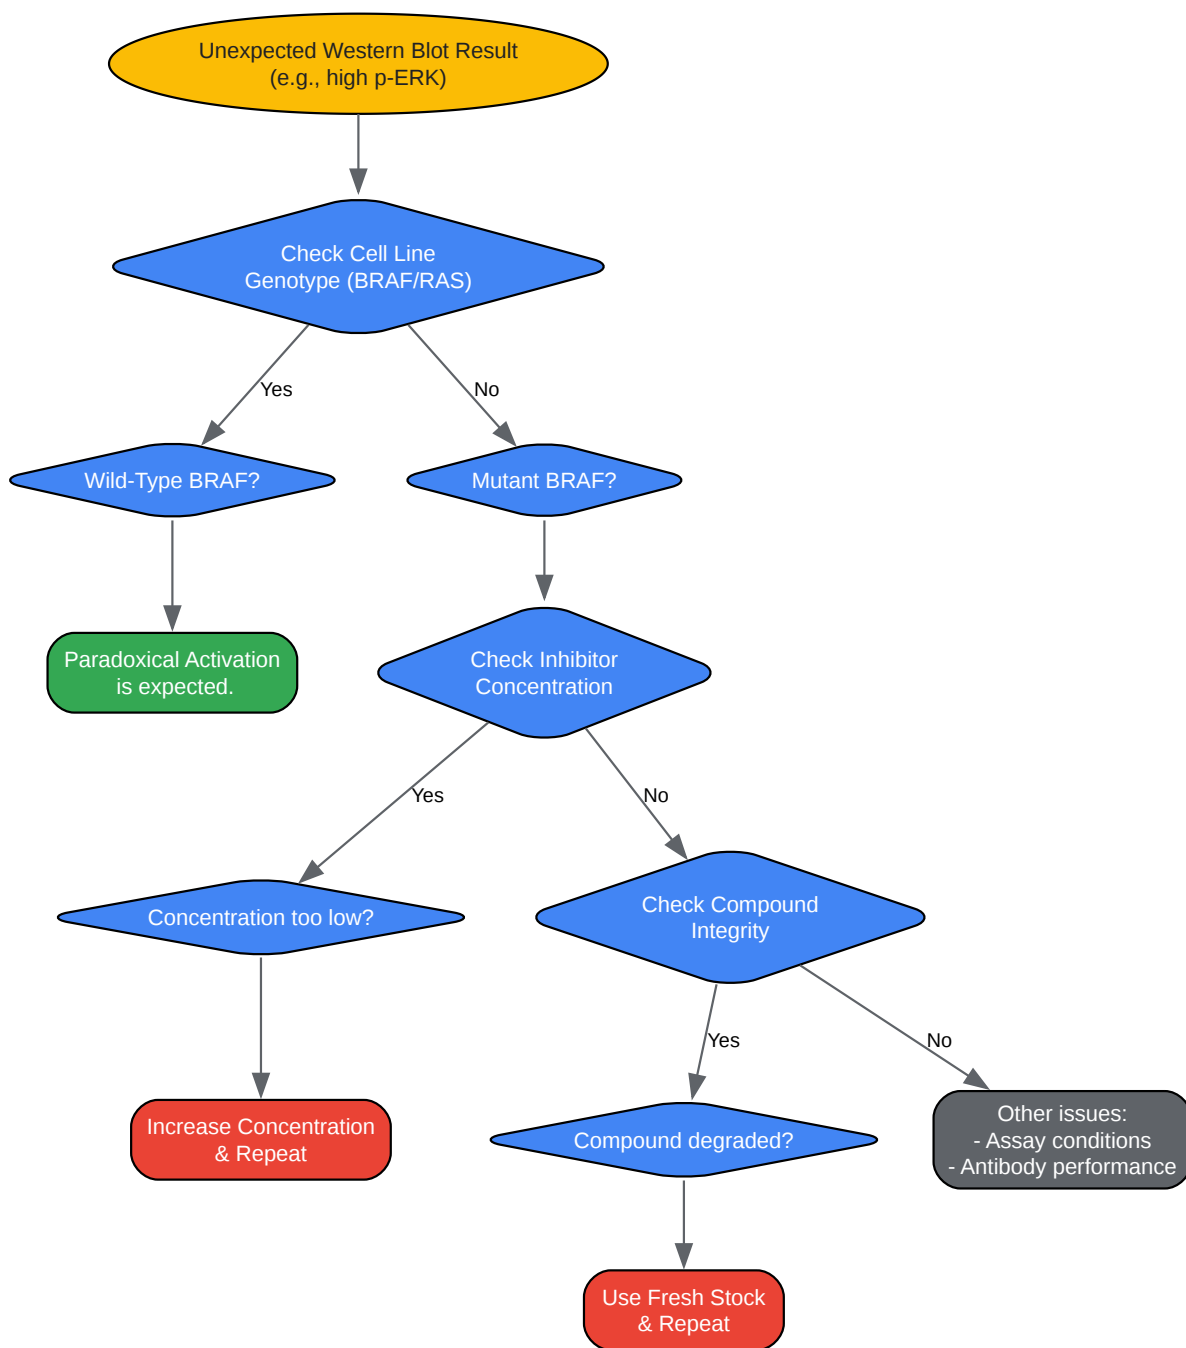 Unexpected Western Blot Result
(e.g., high p-ERK)
Check Cell Line
Genotype (BRAF/RAS)
Yes
No
Wild-Type BRAF?
Mutant BRAF?
Paradoxical Activation
is expected.
Check Inhibitor
Concentration
Yes
No
Concentration too low?
Check Compound
Integrity
Yes
No
Increase Concentration
& Repeat
Compound degraded?
Other issues:
- Assay conditions
- Antibody performance
Use Fresh Stock
& Repeat